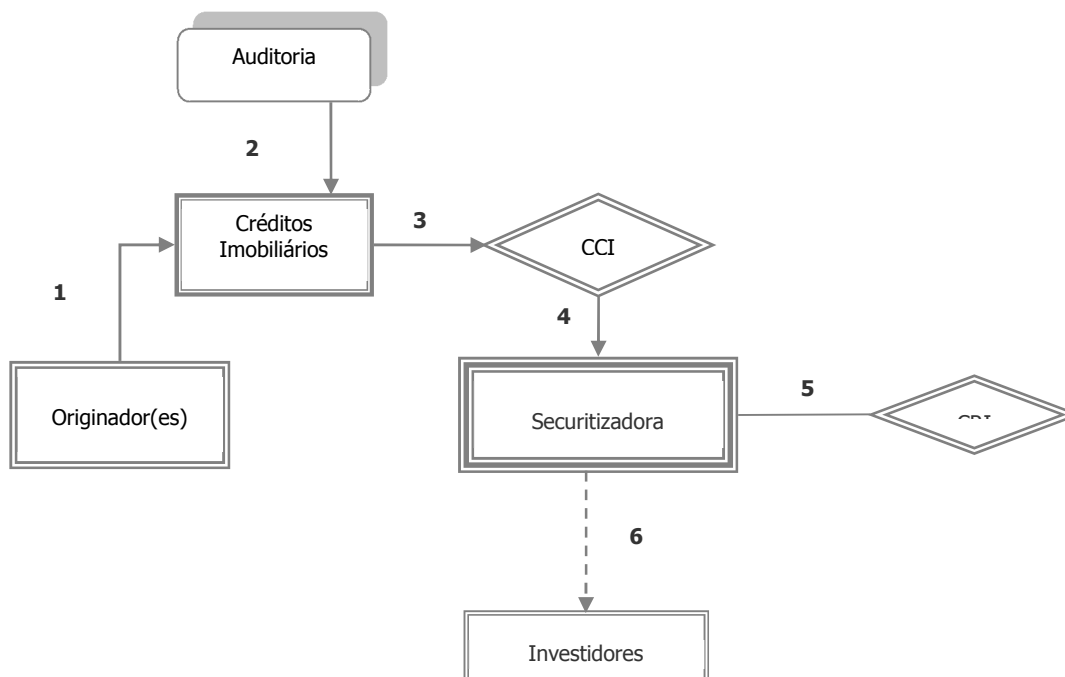 Auditoria
2
Créditos
Imobiliários
3
CCI
1
4
Originador(es)
Securitizadora
5
6
Investidores